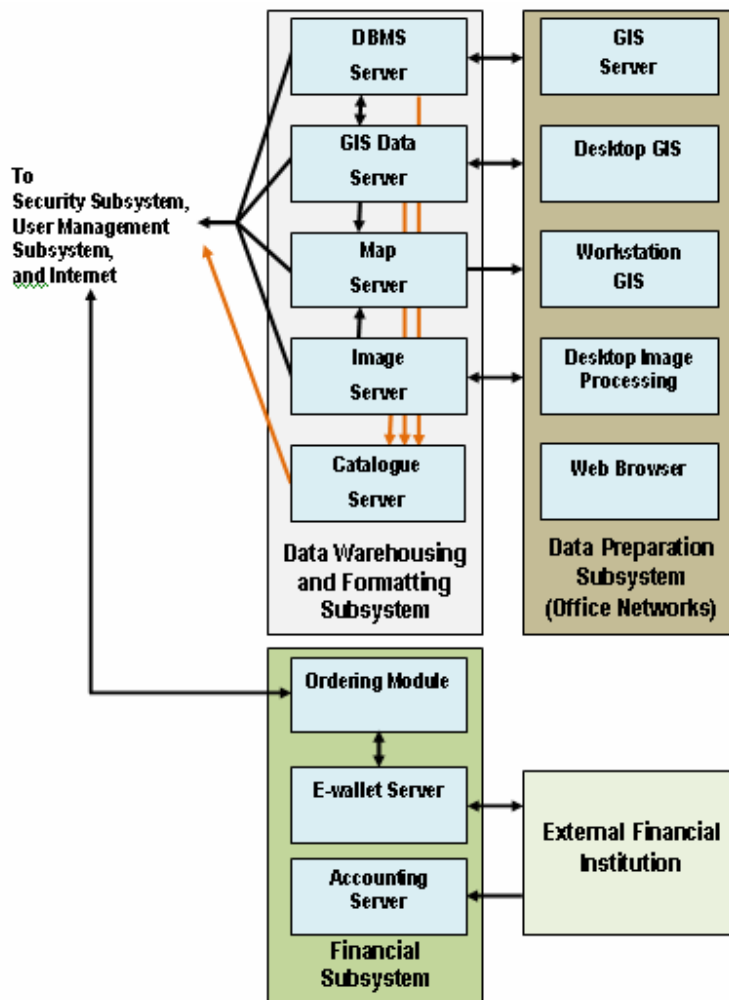 To
Security Subsystem,
User Management
Subsystem,
and Internet
DBMS
Server
GIS Data
Server
Map
Server
Image
Server
Catalogue
Server
Data Warehousing
and Formatting
Subsystem
GIS
Server
Desktop GIS
Workstation
GIS
Desktop Image
Processing
Web Browser
Data Preparation
Subsystem
(Office Networks)
Ordering Module
E-wallet Server
Accounting
Server
Financial
Subsystem
External Financial
Institution